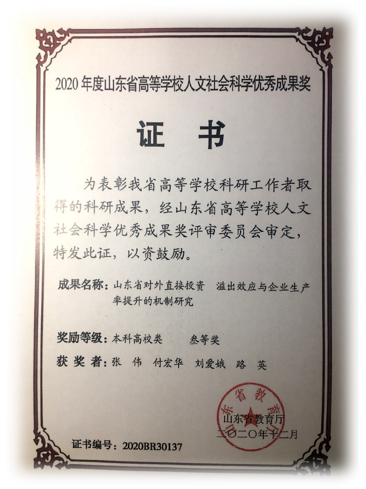 2020年度山东省高等学校人文社会科学优秀成果奖
证 书
为表彰我省高等学校科研工作者取
得的科研成果，经山东省高等学校人文
社会科学优秀成果奖评审委员会审定，
特发此证，以资鼓励。
成果名称：山东省对外直接投资 溢出效应与企业生产
率提升的机制研究
奖励等级：本科高校类 叁等奖
获 奖 者：张 伟 付宏华 刘爱娥 路 英
山东省教育厅
山东省教育厅
二〇二〇年十二月
证书编号：2020BR30137